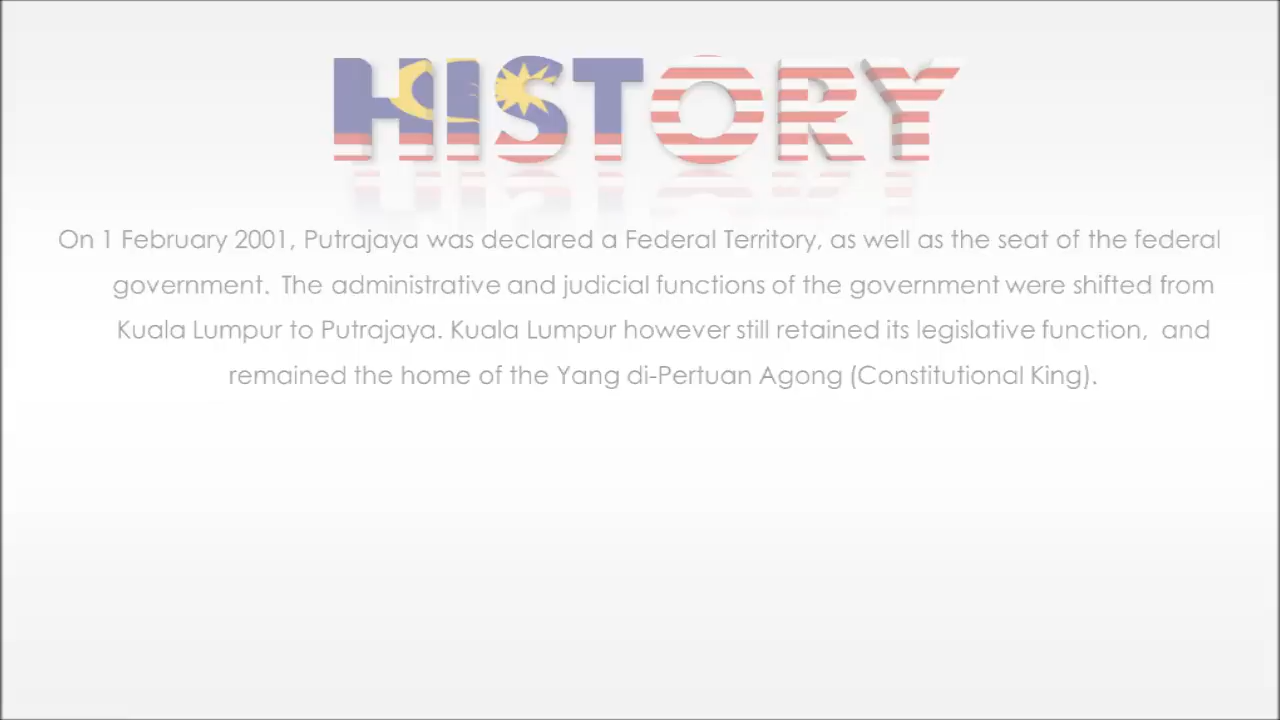 HISTORY
On 1 February 2001, Putrajaya was declared a Federal Territory, as well as the seat of the federal
government.  The administrative and judicial functions of the government were shifted from
Kuala Lumpur to Putrajaya. Kuala Lumpur however still retained its legislative function,  and
remained the home of the Yang di-Pertuan Agong (Constitutional King).